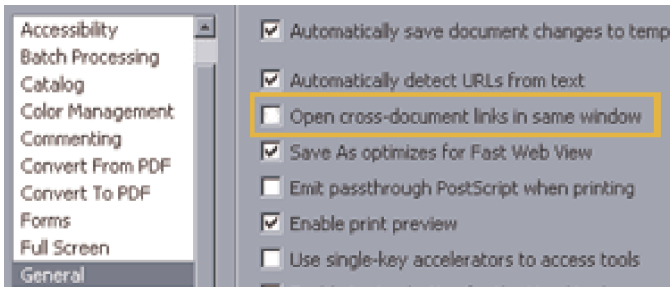 Accessibility
Batch Processing
Catalog
Color Management
Commenting
Convert From PDF
Convert To PDF
Forms
Full Screen
General
Automatically save document changes to temp
Automatically detect URLs from text
Open cross-document links in same window
Save As optimizes for Fast Web View
Emit passthrough PostScript when printing
Enable print preview
Use single-key accelerators to access tools